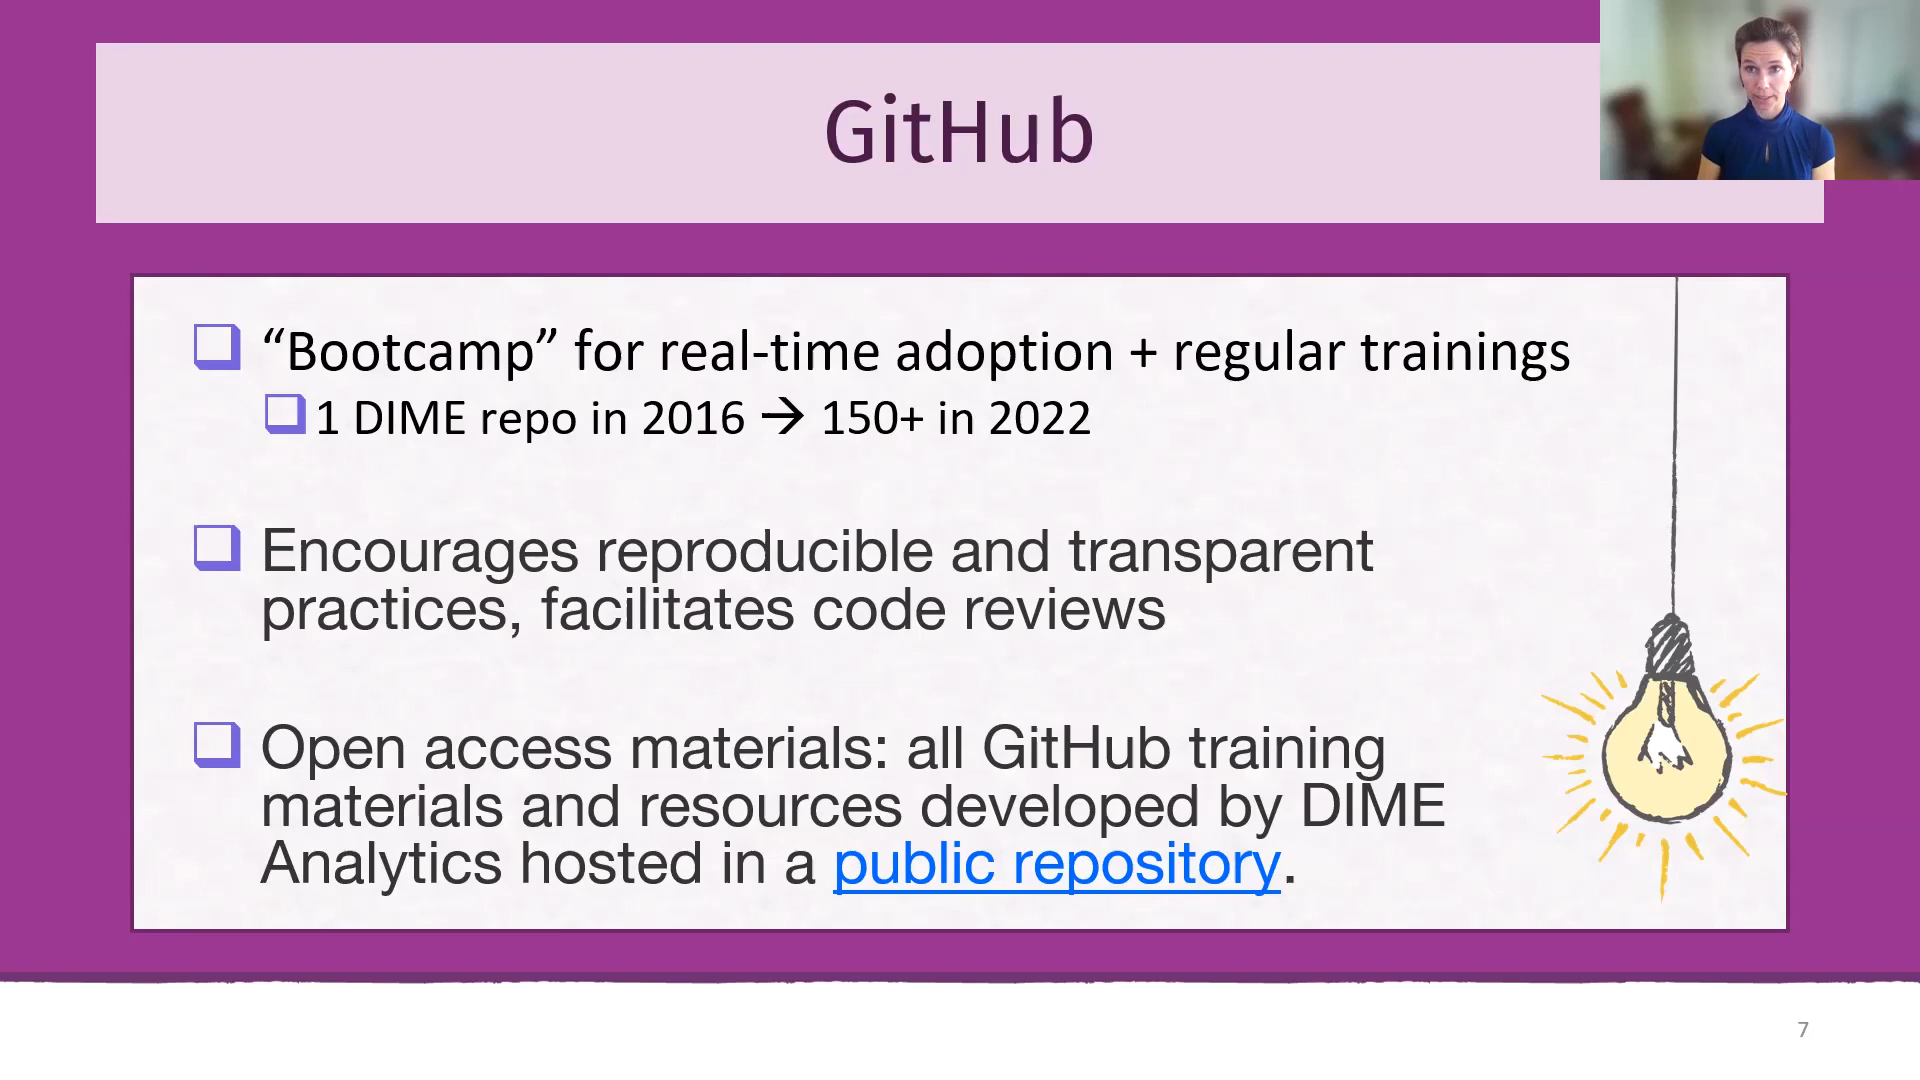 GitHub
“Bootcamp” for real-time adoption + regular trainings
1 DIME repo in 2016 → 150+ in 2022
Encourages reproducible and transparent
practices, facilitates code reviews
Open access materials: all GitHub training
materials and resources developed by DIME
Analytics hosted in a public repository.
7